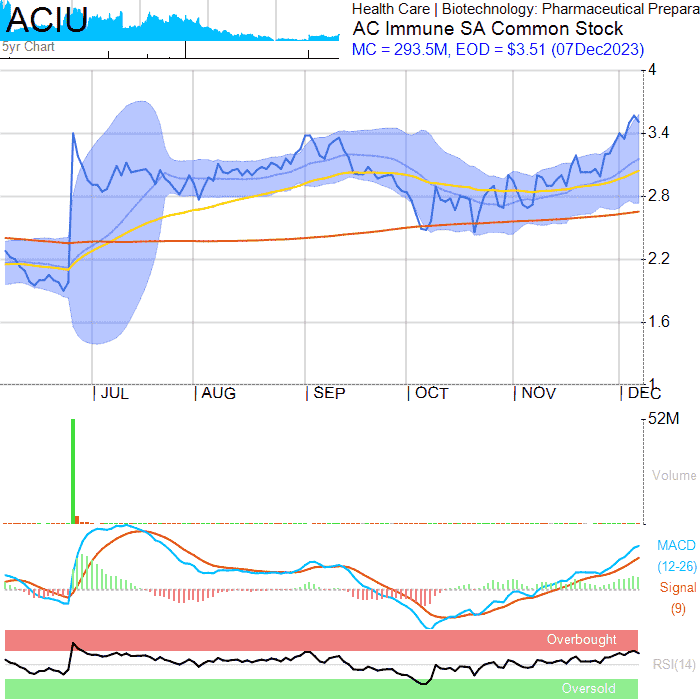 ACIU
Health Care | Biotechnology: Pharmaceutical Prepara
AC Immune SA Common Stock
5yr Chart
MC = 293.5M, EOD = $3.51 (07Dec2023)
4
3.4
2.8
2.2
1.6
1
JUL
AUG
SEP
OCT
NOV
DEC
52M
Volume
MACD
(12-26)
Signal
(9)
Overbought
RSI(14)
Oversold